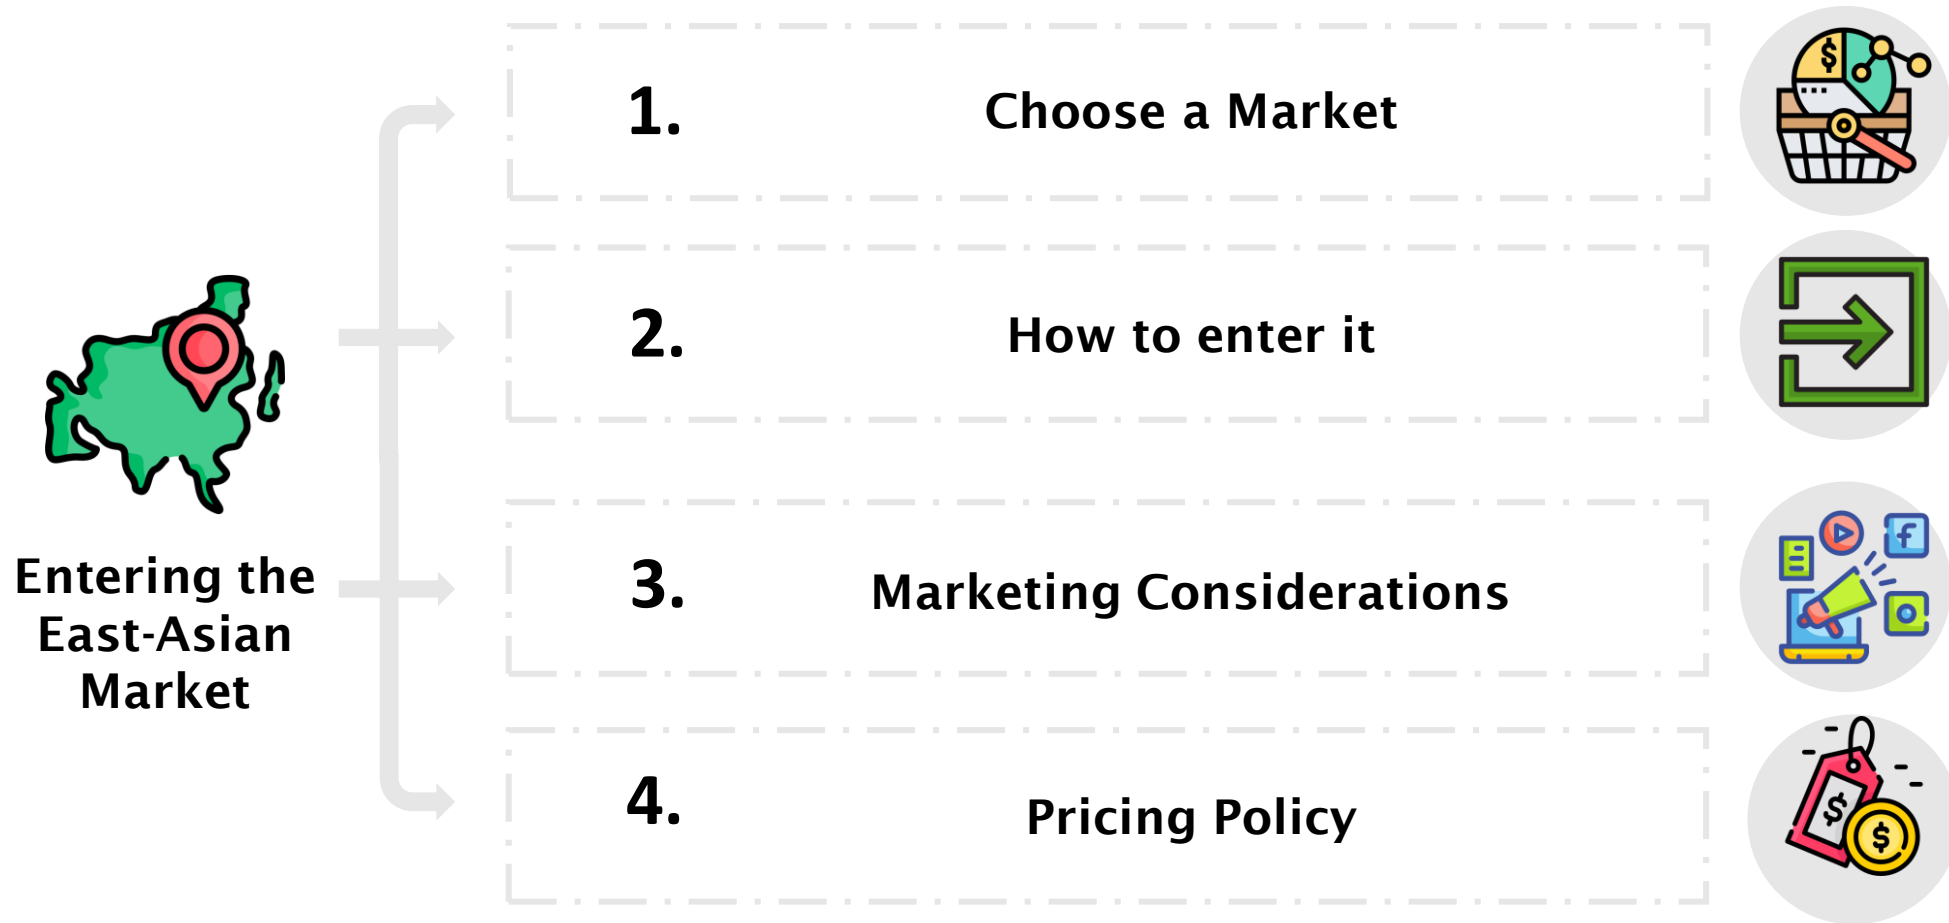 1. Choose a Market
2. How to enter it
3. Marketing Considerations
4. Pricing Policy
Entering the
East-Asian
Market
$
f
$
$